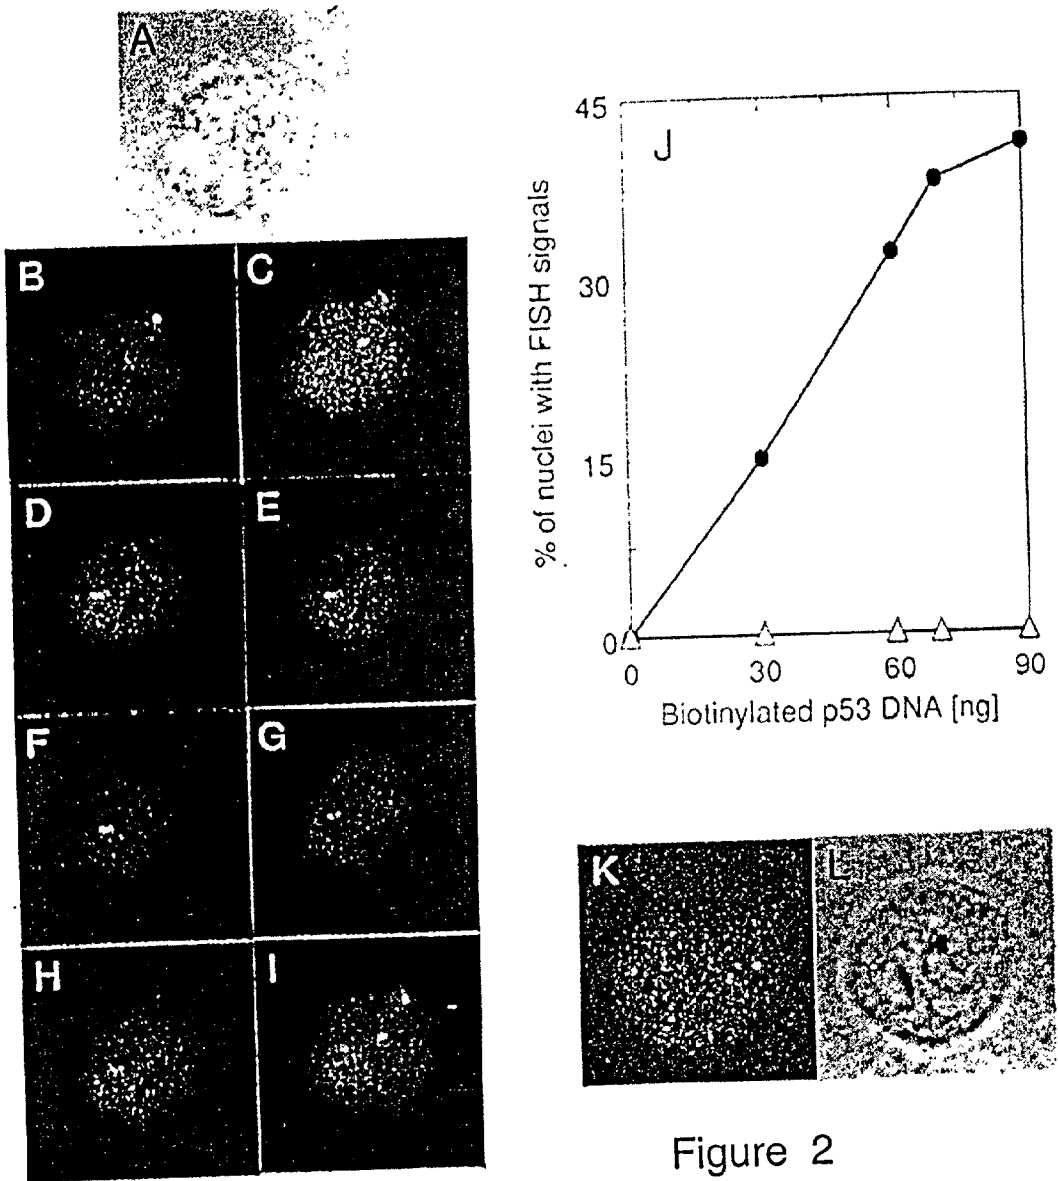 A
B
C
D
E
F
G
H
I
J
45
30
15
0
% of nuclei with FISH signals
0
30
60
90
Biotinylated p53 DNA [ng]
K
L
Figure 2